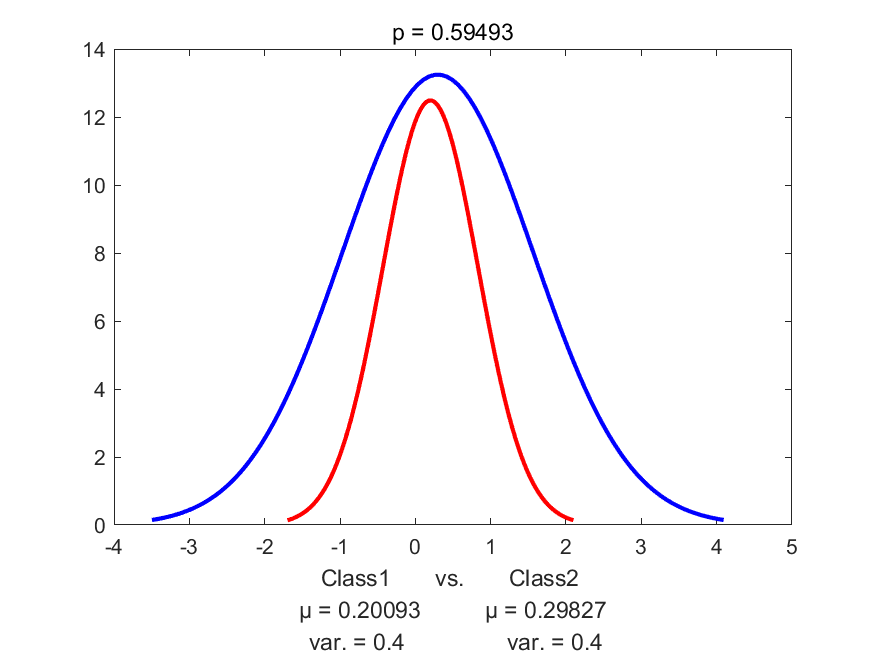 p = 0.59493
14
12
10
8
6
4
2
0
-4 -3 -2 -1 0 1 2 3 4 5
Class1 vs. Class2
µ = 0.20093 µ = 0.29827
var. = 0.4 var. = 0.4